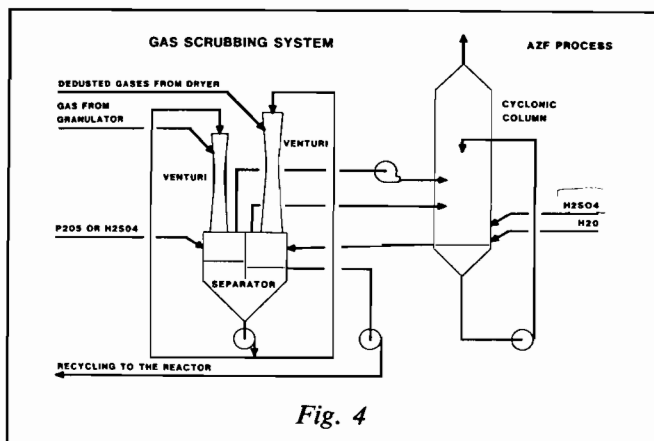 GAS SCRUBBING SYSTEM
AZF PROCESS
DEDUSTED GASES FROM DRYER
GAS FROM
GRANULATOR
VENTURI
VENTURI
CYCLONIC
COLUMN
P2O5 OR H2SO4
SEPARATOR
H2SO4
H2O
RECYCLING TO THE REACTOR
Fig. 4